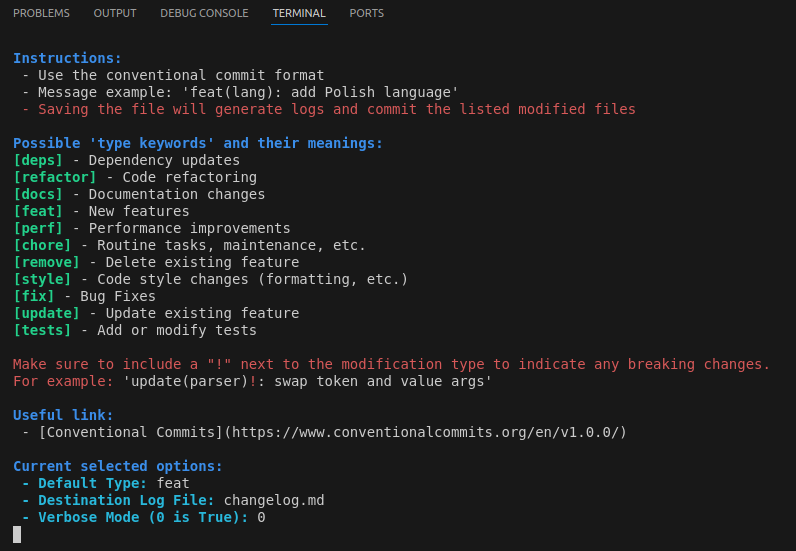 PROBLEMS OUTPUT DEBUG CONSOLE TERMINAL PORTS
Instructions:
- Use the conventional commit format
- Message example: 'feat(lang): add Polish language'
- Saving the file will generate logs and commit the listed modified files
Possible 'type keywords' and their meanings:
[deps] - Dependency updates
[refactor] - Code refactoring
[docs] - Documentation changes
[feat] - New features
[perf] - Performance improvements
[chore] - Routine tasks, maintenance, etc.
[remove] - Delete existing feature
[style] - Code style changes (formatting, etc.)
[fix] - Bug Fixes
[update] - Update existing feature
[tests] - Add or modify tests
Make sure to include a "!" next to the modification type to indicate any breaking changes.
For example: 'update(parser)!: swap token and value args'
Useful link:
- [Conventional Commits](https://www.conventionalcommits.org/en/v1.0.0/)
Current selected options:
- Default Type: feat
- Destination Log File: changelog.md
- Verbose Mode (0 is True): 0